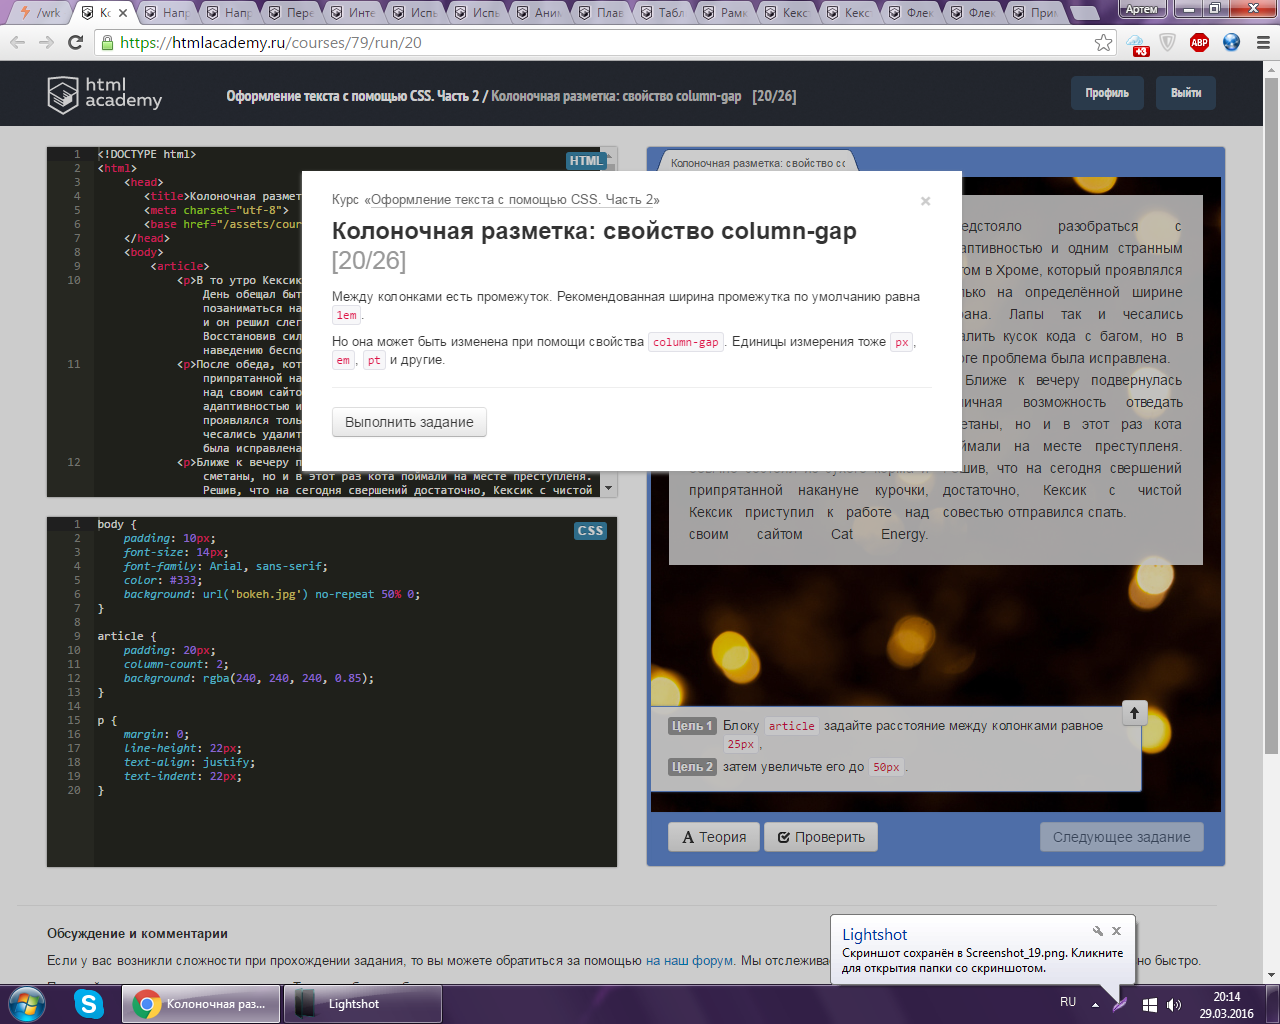 /wrk
Ко
Напр
Напр
Пере
Инте
Исп
Исп
Аним
Плав
Табл
Рамк
Кекс
Кекс
Флек
Флек
При
Артем
https://htmlacademy.ru/courses/79/run/20
+3
ABP
html
academy
Оформление текста с помощью CSS. Часть 2 / Колоночная разметка: свойство column-gap [20/26]
Профиль
Выйти
HTML
1 <!DOCTYPE html>
2 <html>
3 <head>
4 <title>Колоночная размет
5 <meta charset="utf-8">
6 <base href="/assets/cour
7 </head>
8 <body>
9 <article>
10 <p>В то утро Кексик
День обещал быт
позаниматься на
и он решил слег
Восстановив сил
наведению беспо
11 <p>После обеда, кот
припрятанной на
над своим сайто
адаптивностью и
проявлялся толь
чесались удалит
была исправлена
12 <p>Ближе к вечеру п
сметаны, но и в этот раз кота поймали на месте преступленя.
Решив, что на сегодня свершений достаточно, Кексик с чистой
CSS
1 body {
2 padding: 10px;
3 font-size: 14px;
4 font-family: Arial, sans-serif;
5 color: #333;
6 background: url('bokeh.jpg') no-repeat 50% 0;
7 }
8
9 article {
10 padding: 20px;
11 column-count: 2;
12 background: rgba(240, 240, 240, 0.85);
13 }
14
15 p {
16 margin: 0;
17 line-height: 22px;
18 text-align: justify;
19 text-indent: 22px;
20 }
Курс «Оформление текста с помощью CSS. Часть 2»
×
Колоночная разметка: свойство column-gap
[20/26]
Между колонками есть промежуток. Рекомендованная ширина промежутка по умолчанию равна
1em.
Но она может быть изменена при помощи свойства column-gap. Единицы измерения тоже px,
em, pt и другие.
Выполнить задание
Колоночная разметка: свойство сс
едстояло разобраться с
аптивностью и одним странным
том в Хроме, который проявлялся
лько на определённой ширине
рана. Лапы так и чесались
алить кусок кода с багом, но в
ге проблема была исправлена.
Ближе к вечеру подвернулась
ичная возможность отведать
етаны, но и в этот раз кота
ймали на месте преступленя.
ешив, что на сегодня свершений
припрятанной накануне курочки,
Кексик приступил к работе над
своим сайтом Cat Energy.
достаточно, Кексик с чистой
совестью отправился спать.
Цель 1 Блоку article задайте расстояние между колонками равное
25px,
Цель 2 затем увеличьте его до 50px.
A Теория
Проверить
Следующее задание
Обсуждение и комментарии
Если у вас возникли сложности при прохождении задания, то вы можете обратиться за помощью на наш форум. Мы отслежива
но быстро.
Lightshot
Скриншот сохранён в Screenshot_19.png. Кликните
для открытия папки со скриншотом.
Колоночная раз...
Lightshot
RU
20:14
29.03.2016